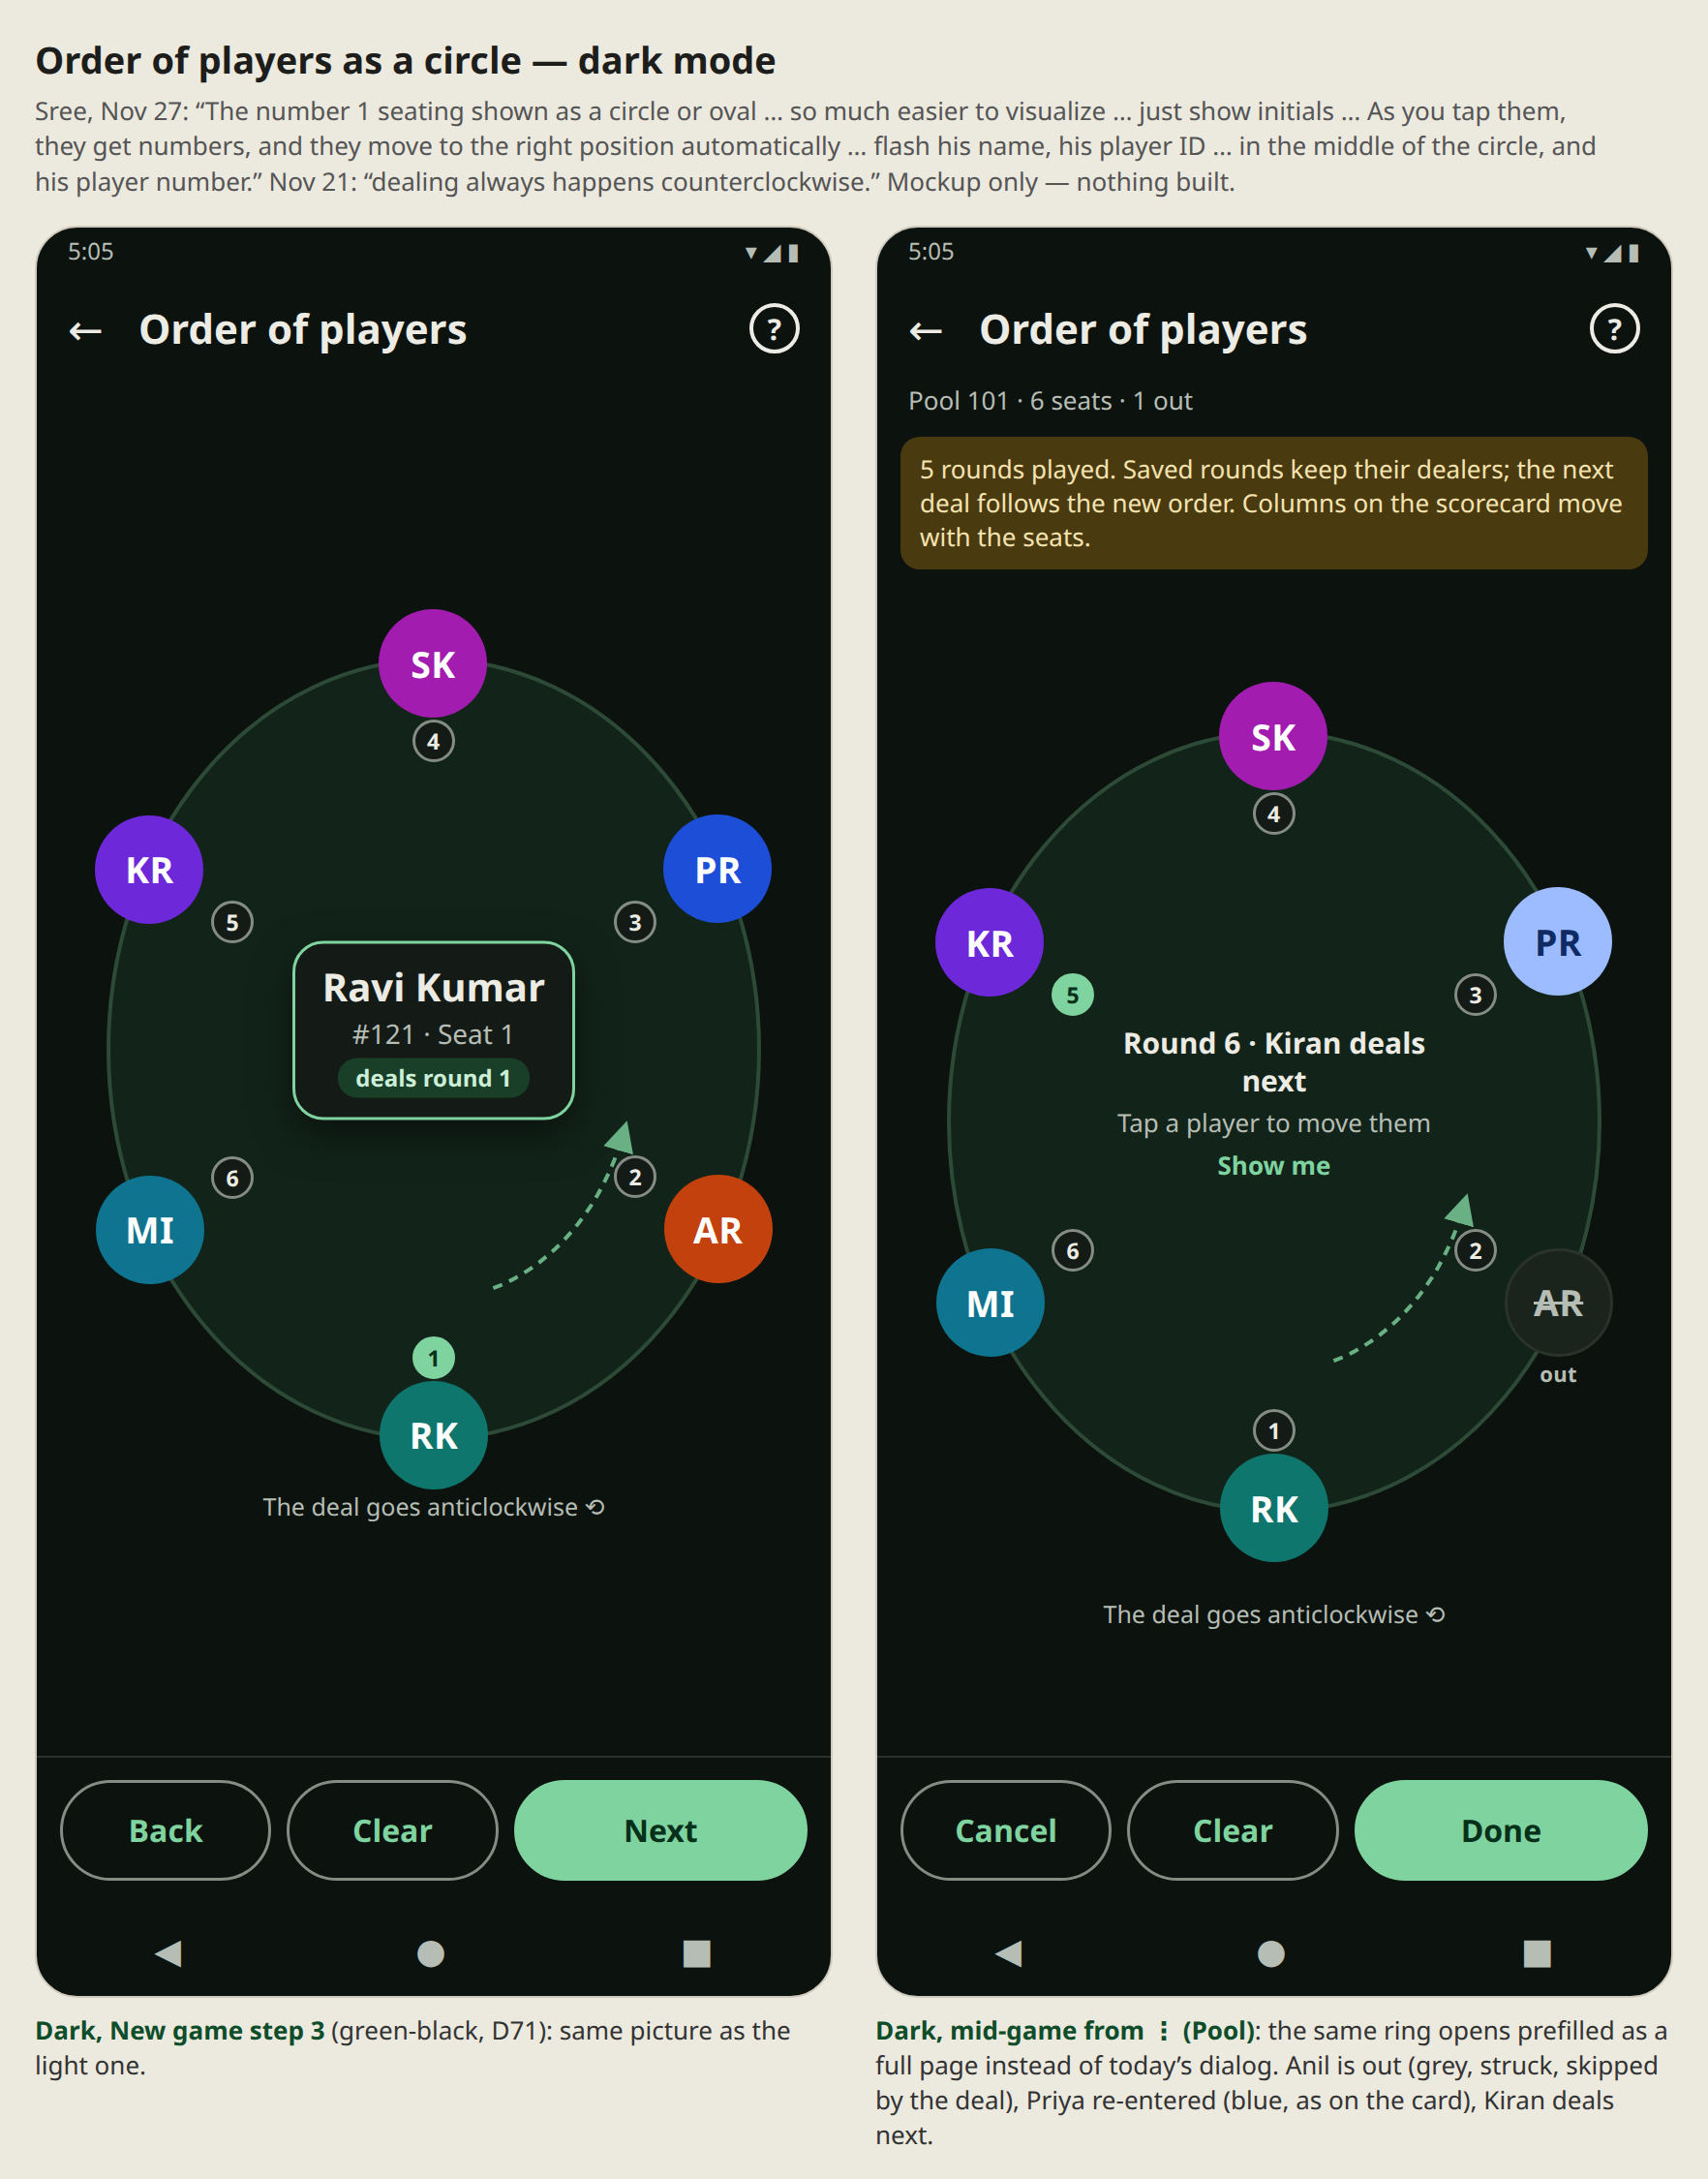 Order of players as a circle — dark mode
Sree, Nov 27: “The number 1 seating shown as a circle or oval … so much easier to visualize … just show initials … As you tap them,
they get numbers, and they move to the right position automatically … flash his name, his player ID … in the middle of the circle, and
his player number.” Nov 21: “dealing always happens counterclockwise.” Mockup only — nothing built.
5:05
← Order of players ?
SK
4
KR
PR
5
3
Ravi Kumar
#121 · Seat 1
deals round 1
6
2
MI
AR
1
RK
The deal goes anticlockwise ⟲
Back
Clear
Next
Dark, New game step 3 (green-black, D71): same picture as the
light one.
5:05
← Order of players ?
Pool 101 · 6 seats · 1 out
5 rounds played. Saved rounds keep their dealers; the next
deal follows the new order. Columns on the scorecard move
with the seats.
SK
4
KR
PR
5
3
Round 6 · Kiran deals
next
Tap a player to move them
Show me
6
2
MI
AR
out
1
RK
The deal goes anticlockwise ⟲
Cancel
Clear
Done
Dark, mid-game from ⋮ (Pool): the same ring opens prefilled as a
full page instead of today’s dialog. Anil is out (grey, struck, skipped
by the deal), Priya re-entered (blue, as on the card), Kiran deals
next.